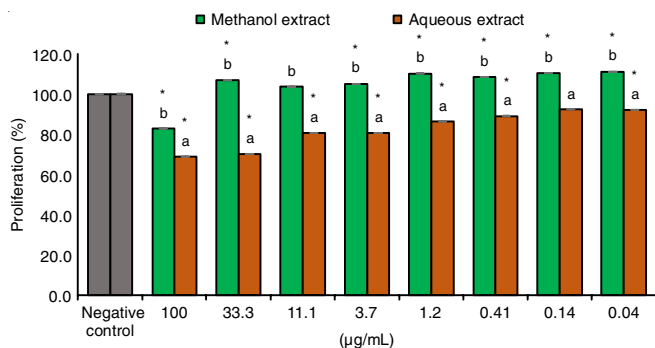 Methanol extract Aqueous extract
Proliferation (%)
120.0
100.0
80.0
60.0
40.0
20.0
0.0
* * * * * *
b b b b b b b b
* * * * * * *
a a a a a a a a
Negative control 100 33.3 11.1 3.7 1.2 0.41 0.14 0.04
(µg/mL)